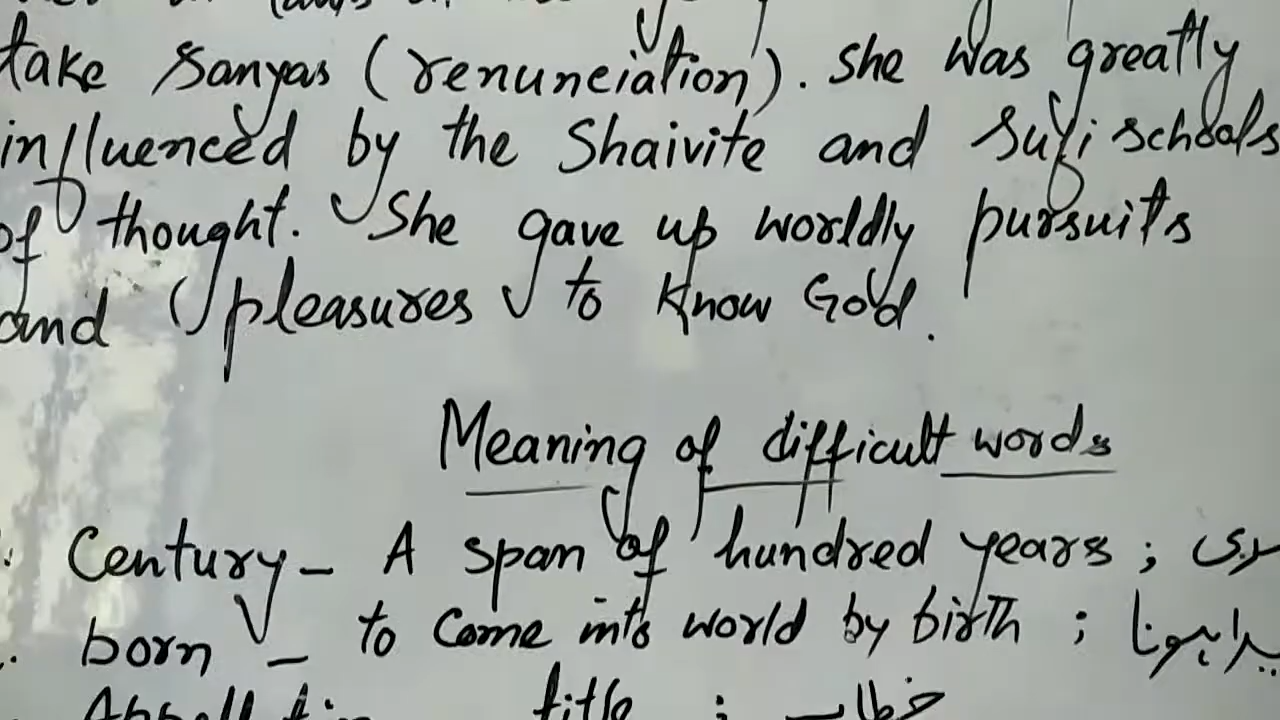 take Sanyas (renunciation). She was greatly
influenced by the Shaivite and Sufi schools
of thought. She gave up worldly pursuits
and pleasures to know God.
Meaning of difficult words
Century - A span of hundred years ; صدی
born - to come into world by birth ; پیدا ہونا
title ; خطاب